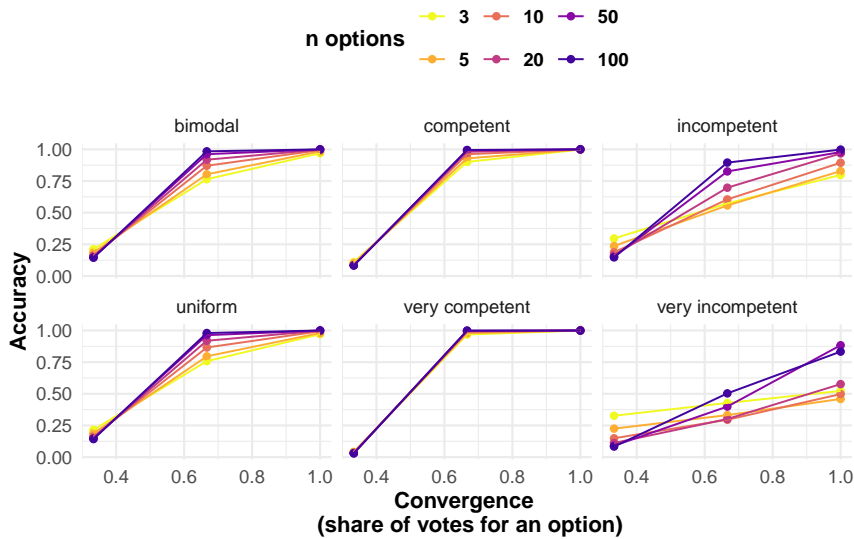 n options
3 10 50
5 20 100
bimodal competent incompetent
1.00
0.75
0.50
0.25
0.00
uniform very competent very incompetent
1.00
0.75
0.50
0.25
0.00
0.4 0.6 0.8 1.0 0.4 0.6 0.8 1.0 0.4 0.6 0.8 1.0
Accuracy
Convergence
(share of votes for an option)